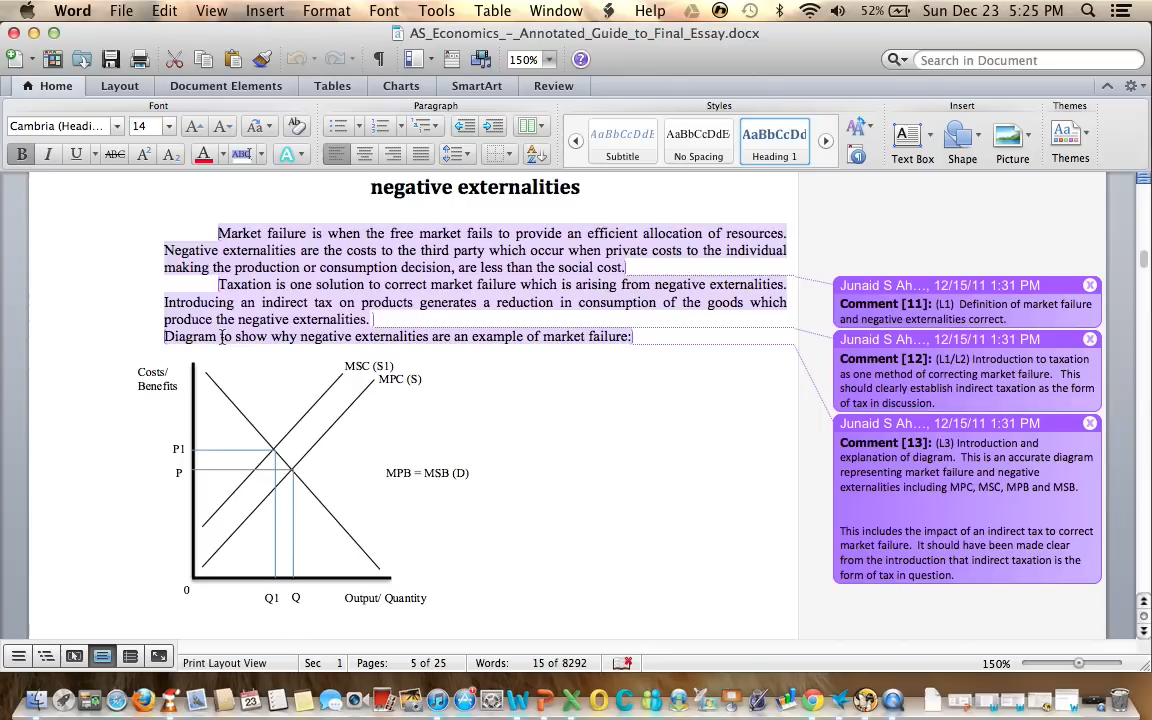 Word File Edit View Insert Format Font Tools Table Window Help 52% Sun Dec 23 5:25 PM
AS_Economics_-_Annotated_Guide_to_Final_Essay.docx
150% Search in Document
Home Layout Document Elements Tables Charts SmartArt Review
Font Paragraph Styles Insert Themes
Cambria (Headi... 14 AaBbCcDdE AaBbCcDdE AaBbCcDd
Subtitle No Spacing Heading 1 Text Box Shape Picture Themes
negative externalities
Market failure is when the free market fails to provide an efficient allocation of resources.
Negative externalities are the costs to the third party which occur when private costs to the individual
making the production or consumption decision, are less than the social cost.
Taxation is one solution to correct market failure which is arising from negative externalities.
Introducing an indirect tax on products generates a reduction in consumption of the goods which
produce the negative externalities.
Diagram to show why negative externalities are an example of market failure:
Costs/
Benefits
MSC (S1)
MPC (S)
P1
P
MPB = MSB (D)
0
Q1 Q Output/ Quantity
Junaid S Ah..., 12/15/11 1:31 PM
Comment [11]: (L1) Definition of market failure
and negative externalities correct.
Junaid S Ah..., 12/15/11 1:31 PM
Comment [12]: (L1/L2) Introduction to taxation
as one method of correcting market failure. This
should clearly establish indirect taxation as the form
of tax in discussion.
Junaid S Ah..., 12/15/11 1:31 PM
Comment [13]: (L3) Introduction and
explanation of diagram. This is an accurate diagram
representing market failure and negative
externalities including MPC, MSC, MPB and MSB.
This includes the impact of an indirect tax to correct
market failure. It should have been made clear
from the introduction that indirect taxation is the
form of tax in question.
Print Layout View Sec 1 Pages: 5 of 25 Words: 15 of 8292 150%